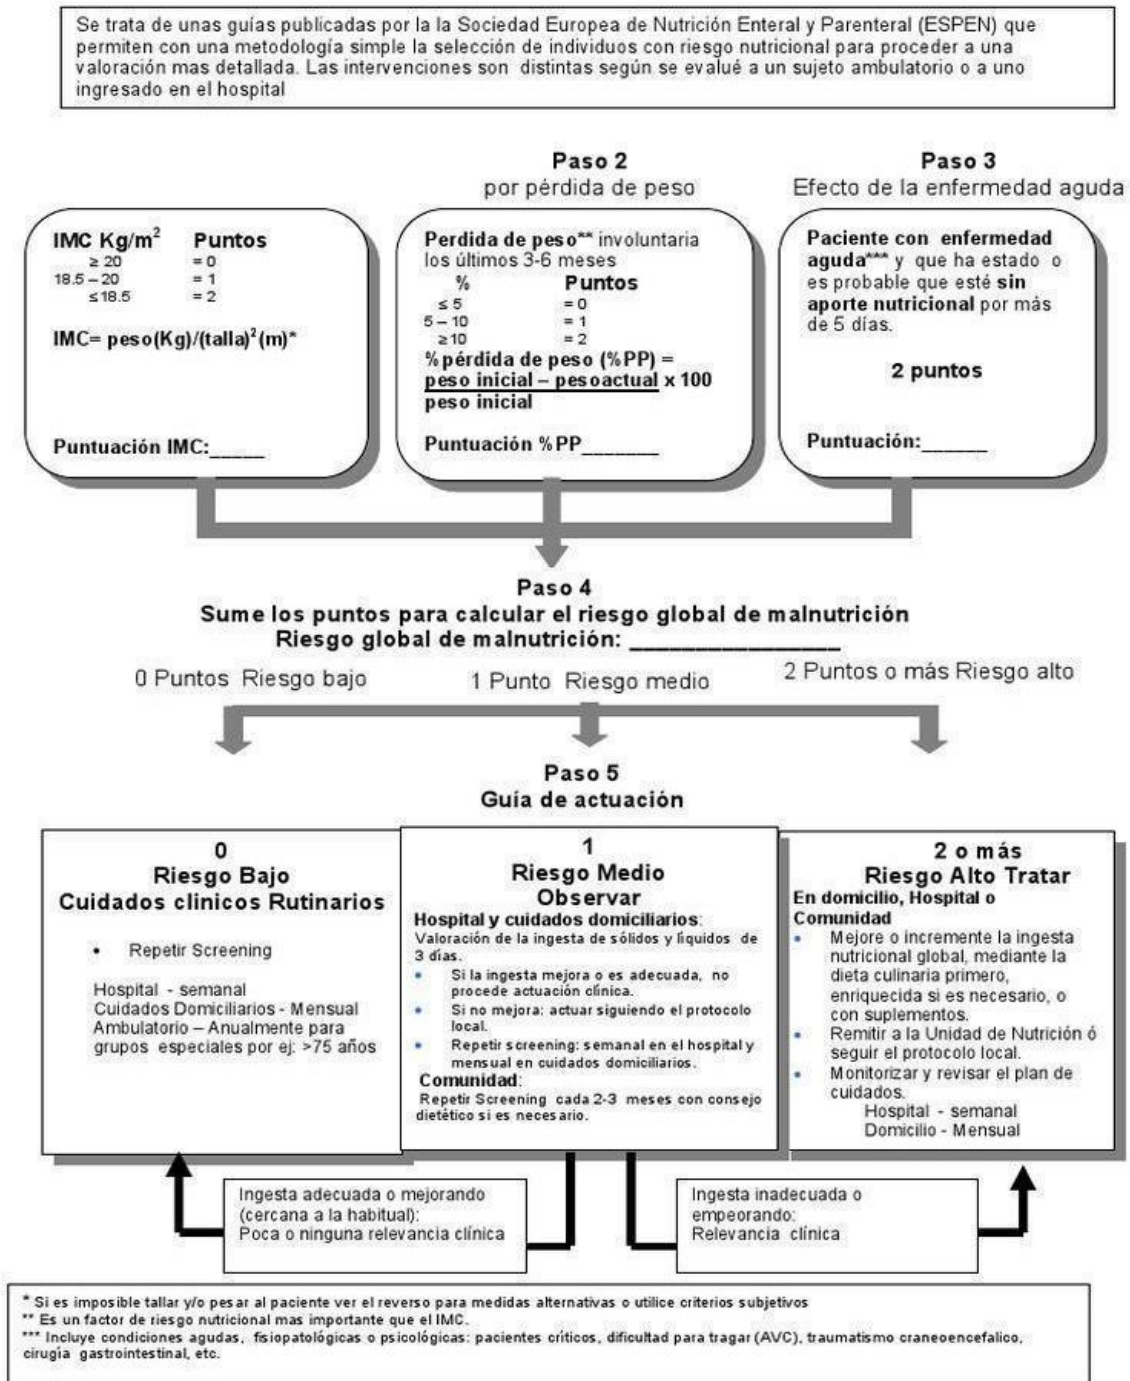 Se trata de unas guías publicadas por la la Sociedad Europea de Nutrición Enteral y Parenteral (ESPEN) que
permiten con una metodología simple la selección de individuos con riesgo nutricional para proceder a una
valoración mas detallada. Las intervenciones son distintas según se evalué a un sujeto ambulatorio o a uno
ingresado en el hospital
Paso 2
por pérdida de peso
Paso 3
Efecto de la enfermedad aguda
IMC Kg/m² Puntos
≥ 20 = 0
18.5 – 20 = 1
≤18.5 = 2
IMC= peso(Kg)/(talla)²(m)*
Puntuación IMC:_____
Perdida de peso** involuntaria
los últimos 3-6 meses
% Puntos
≤ 5 = 0
5 – 10 = 1
≥10 = 2
% pérdida de peso (%PP) =
peso inicial – pesoactual x 100
peso inicial
Puntuación %PP_______
Paciente con enfermedad
aguda*** y que ha estado o
es probable que esté sin
aporte nutricional por más
de 5 días.
2 puntos
Puntuación:______
Paso 4
Sume los puntos para calcular el riesgo global de malnutrición
Riesgo global de malnutrición: ________________
0 Puntos Riesgo bajo
1 Punto Riesgo medio
2 Puntos o más Riesgo alto
Paso 5
Guía de actuación
0
Riesgo Bajo
Cuidados clinicos Rutinarios
• Repetir Screening
Hospital - semanal
Cuidados Domiciliarios - Mensual
Ambulatorio – Anualmente para
grupos especiales por ej: >75 años
1
Riesgo Medio
Observar
Hospital y cuidados domiciliarios:
Valoración de la ingesta de sólidos y líquidos de
3 días.
• Si la ingesta mejora o es adecuada, no
procede actuación clínica.
• Si no mejora: actuar siguiendo el protocolo
local.
• Repetir screening: semanal en el hospital y
mensual en cuidados domiciliarios.
Comunidad:
Repetir Screening cada 2-3 meses con consejo
dietético si es necesario.
2 o más
Riesgo Alto Tratar
En domicilio, Hospital o
Comunidad
• Mejore o incremente la ingesta
nutricional global, mediante la
dieta culinaria primero,
enriquecida si es necesario, o
con suplementos.
• Remitir a la Unidad de Nutrición ó
seguir el protocolo local.
• Monitorizar y revisar el plan de
cuidados.
Hospital - semanal
Domicilio - Mensual
Ingesta adecuada o mejorando
(cercana a la habitual):
Poca o ninguna relevancia clínica
Ingesta inadecuada o
empeorando:
Relevancia clínica
* Si es imposible tallar y/o pesar al paciente ver el reverso para medidas alternativas o utilice criterios subjetivos
** Es un factor de riesgo nutricional mas importante que el IMC.
*** Incluye condiciones agudas, fisiopatológicas o psicológicas: pacientes críticos, dificultad para tragar (AVC), traumatismo craneoencefalico,
cirugía gastrointestinal, etc.